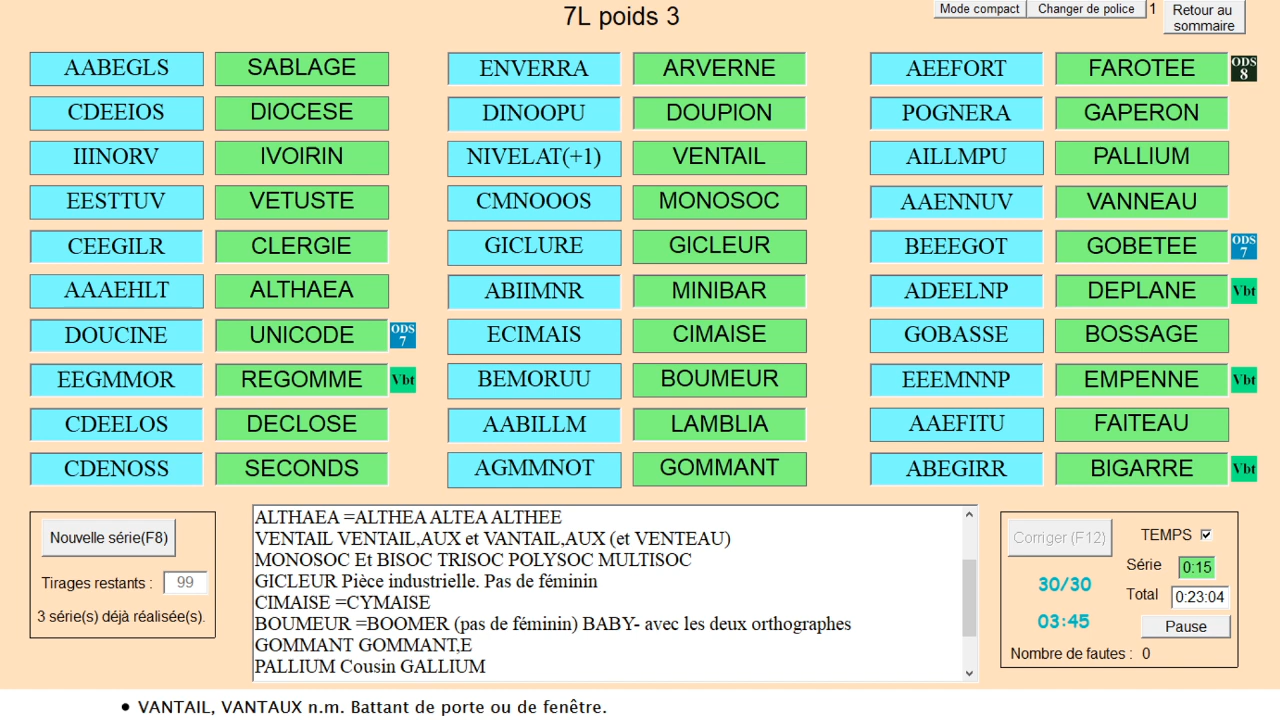 7L poids 3
Mode compact Changer de police 1 Retour au sommaire
AABEGLS SABLAGE ENVERRA ARVERNE AEEFORT FAROTEE ODS 8
CDEEIOS DIOCESE DINOOPU DOUPION POGNERA GAPERON
IIINORV IVOIRIN NIVELAT(+1) VENTAIL AILLMPU PALLIUM
EESTTUV VETUSTE CMNOOOS MONOSOC AAENNUV VANNEAU
CEEGILR CLERGIE GICLURE GICLEUR BEEEGOT GOBETEE ODS 7
AAAEHLT ALTHAEA ABIIMNR MINIBAR ADEELNP DEPLANE Vbt
DOUCINE UNICODE ODS 7 ECIMAIS CIMAISE GOBASSE BOSSAGE
EEGMMOR REGOMME Vbt BEMORUU BOUMEUR EEEMNNP EMPENNE Vbt
CDEELOS DECLOSE AABILLM LAMBLIA AAEFITU FAITEAU
CDENOSS SECONDS AGMMNOT GOMMANT ABEGIRR BIGARRE Vbt
Nouvelle série(F8)
Tirages restants : 99
3 série(s) déjà réalisée(s).
ALTHAEA =ALTHEA ALTEA ALTHEE
VENTAIL VENTAIL,AUX et VANTAIL,AUX (et VENTEAU)
MONOSOC Et BISOC TRISOC POLYSOC MULTISOC
GICLEUR Pièce industrielle. Pas de féminin
CIMAISE =CYMAISE
BOUMEUR =BOOMER (pas de féminin) BABY- avec les deux orthographes
GOMMANT GOMMANT,E
PALLIUM Cousin GALLIUM
Corriger (F12) TEMPS
Série 0:15
30/30
Total 0:23:04
03:45 Pause
Nombre de fautes : 0
• VANTAIL, VANTAUX n.m. Battant de porte ou de fenêtre.